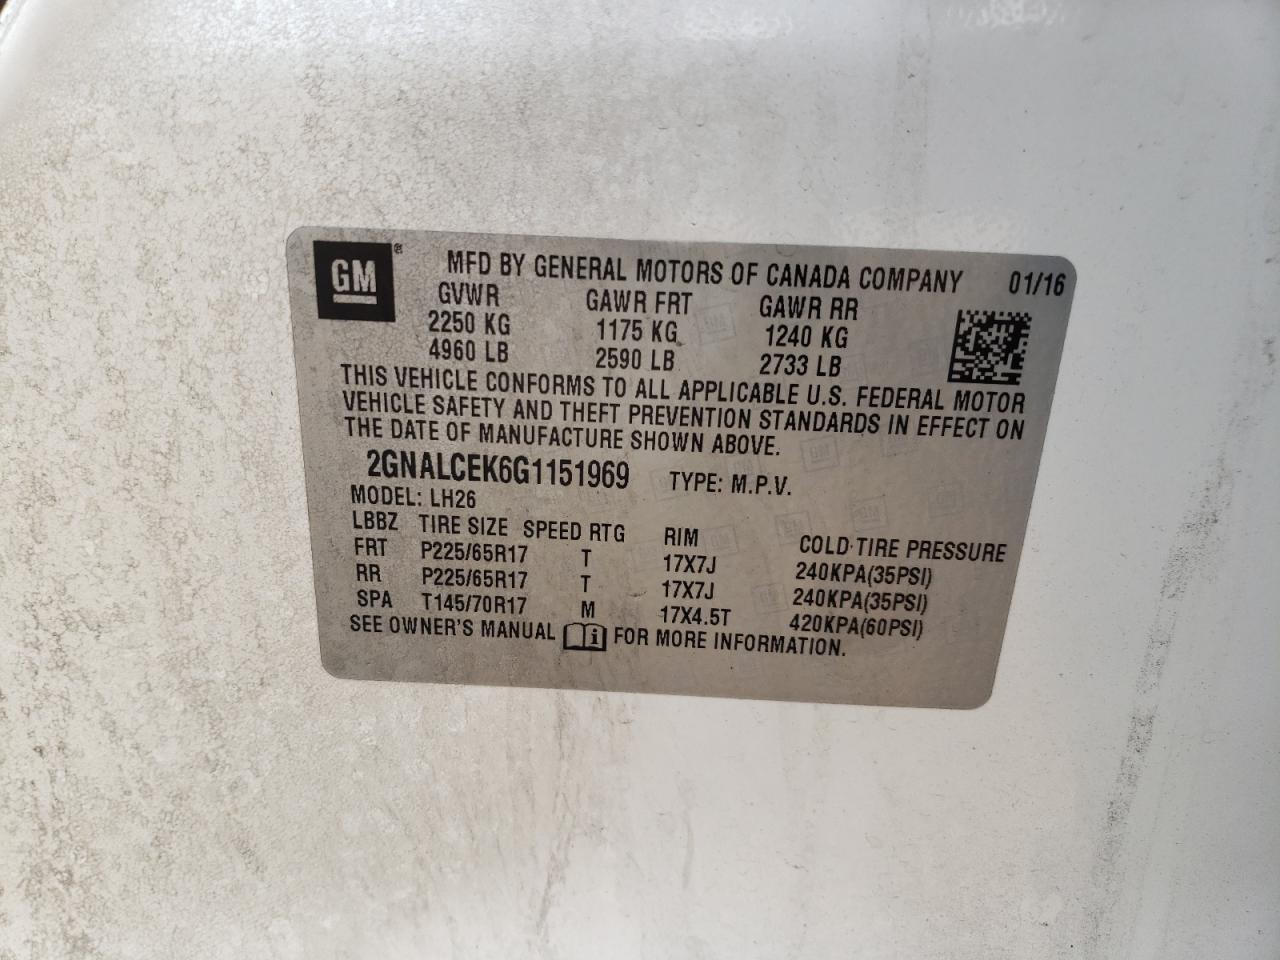 GM®
MFD BY GENERAL MOTORS OF CANADA COMPANY 01/16
GVWR GAWR FRT GAWR RR
2250 KG 1175 KG 1240 KG
4960 LB 2590 LB 2733 LB
THIS VEHICLE CONFORMS TO ALL APPLICABLE U.S. FEDERAL MOTOR
VEHICLE SAFETY AND THEFT PREVENTION STANDARDS IN EFFECT ON
THE DATE OF MANUFACTURE SHOWN ABOVE.
2GNALCEK6G1151969 TYPE: M.P.V.
MODEL: LH26
LBBZ TIRE SIZE SPEED RTG RIM COLD TIRE PRESSURE
FRT P225/65R17 T 17X7J 240KPA(35PSI)
RR P225/65R17 T 17X7J 240KPA(35PSI)
SPA T145/70R17 M 17X4.5T 420KPA(60PSI)
SEE OWNER'S MANUAL i FOR MORE INFORMATION.